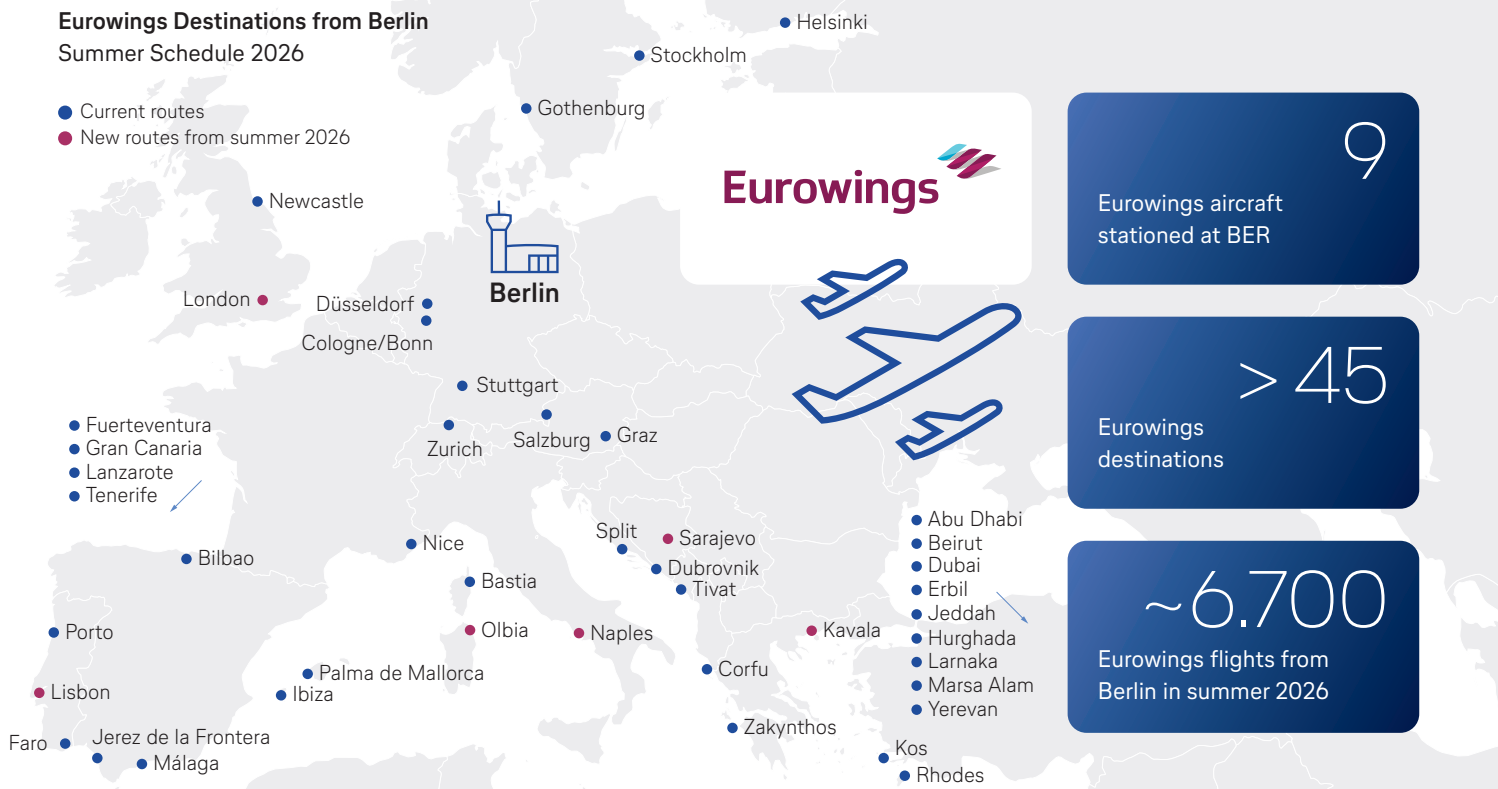 Eurowings Destinations from Berlin
Summer Schedule 2026
Current routes
New routes from summer 2026
Helsinki
Stockholm
Gothenburg
Newcastle
London
Düsseldorf
Cologne/Bonn
Berlin
Stuttgart
Zurich
Salzburg
Graz
Fuerteventura
Gran Canaria
Lanzarote
Tenerife
Bilbao
Nice
Bastia
Olbia
Naples
Split
Sarajevo
Dubrovnik
Tivat
Porto
Lisbon
Faro
Jerez de la Frontera
Málaga
Palma de Mallorca
Ibiza
Kavala
Corfu
Zakynthos
Kos
Rhodes
Abu Dhabi
Beirut
Dubai
Erbil
Jeddah
Hurghada
Larnaka
Marsa Alam
Yerevan
Eurowings
9
Eurowings aircraft
stationed at BER
> 45
Eurowings
destinations
~6.700
Eurowings flights from
Berlin in summer 2026